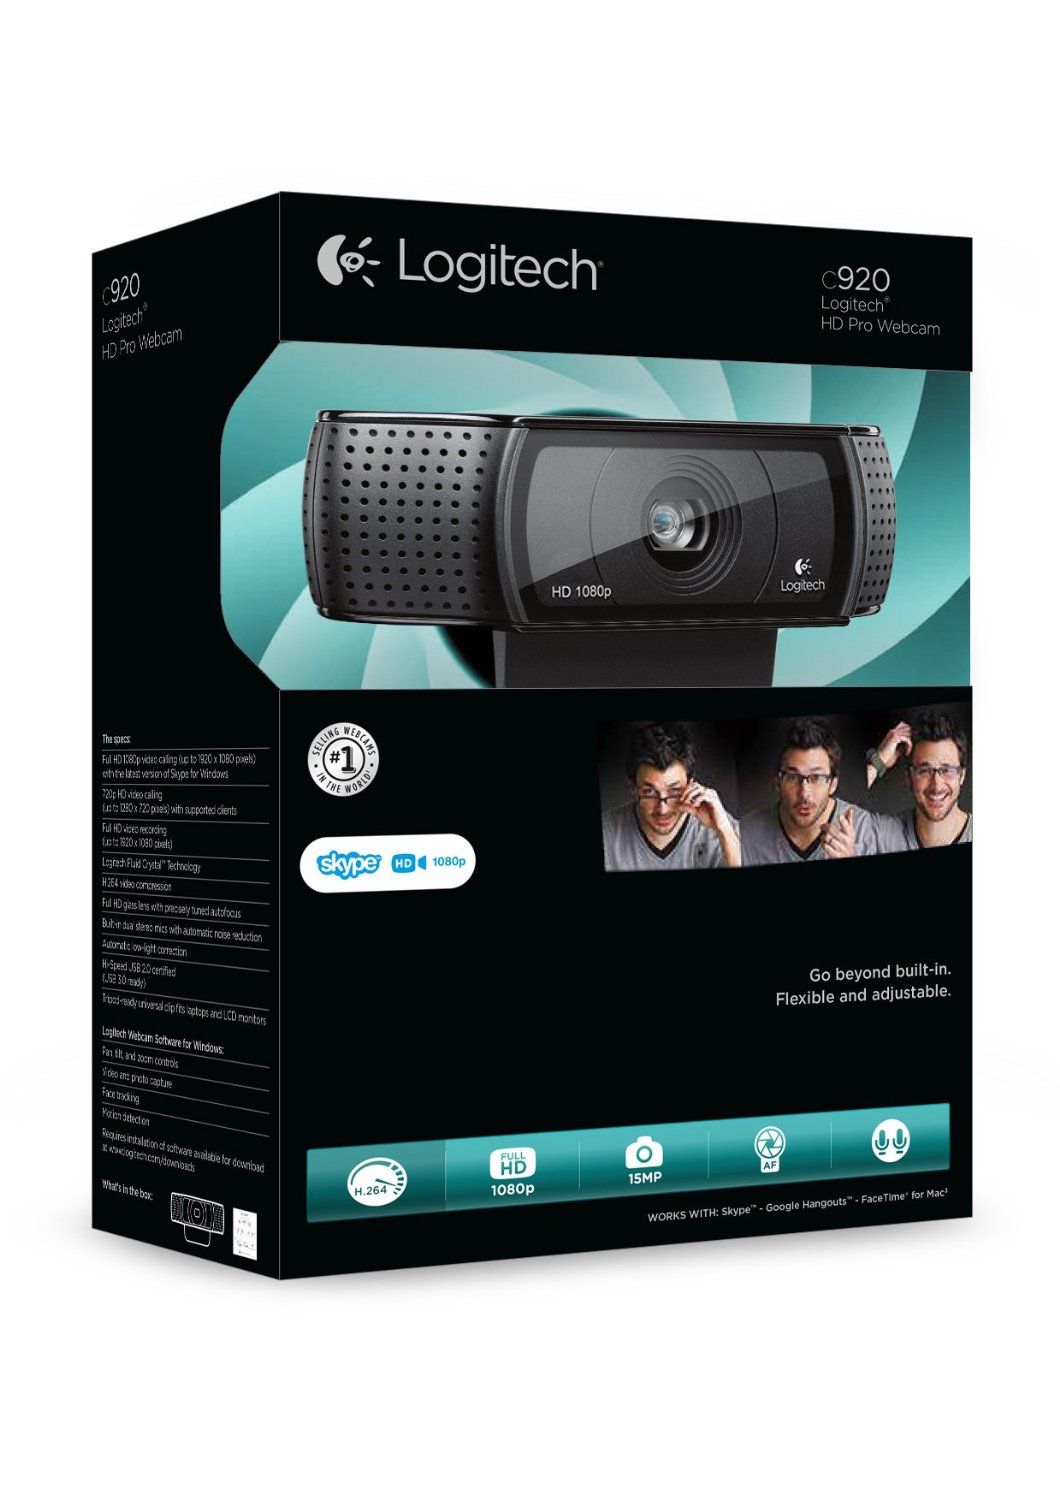 Logitech®
C920
Logitech®
HD Pro Webcam
C920
Logitech®
HD Pro Webcam
HD 1080p
Logitech
SELLING WEBCAMS
#1
IN THE WORLD¹
skype® HD 1080p
Go beyond built-in.
Flexible and adjustable.
H.264
FULL
HD
1080p
15MP
AF
WORKS WITH: Skype™ - Google Hangouts™ - FaceTime® for Mac³
The specs:
Full HD 1080p video calling (up to 1920 x 1080 pixels)
with the latest version of Skype for Windows
720p HD video calling
(up to 1280 x 720 pixels) with supported clients
Full HD video recording
(up to 1920 x 1080 pixels)
Logitech Fluid Crystal™ Technology
H.264 video compression
Full HD glass lens with precisely tuned autofocus
Built-in dual stereo mics with automatic noise reduction
Automatic low-light correction
Hi-Speed USB 2.0 certified
(USB 3.0 ready)
Tripod-ready universal clip fits laptops and LCD monitors
Logitech Webcam Software for Windows:
Pan, tilt, and zoom controls
Video and photo capture
Face tracking
Motion detection
Requires installation of software available for download
at www.logitech.com/downloads
What's in the box: